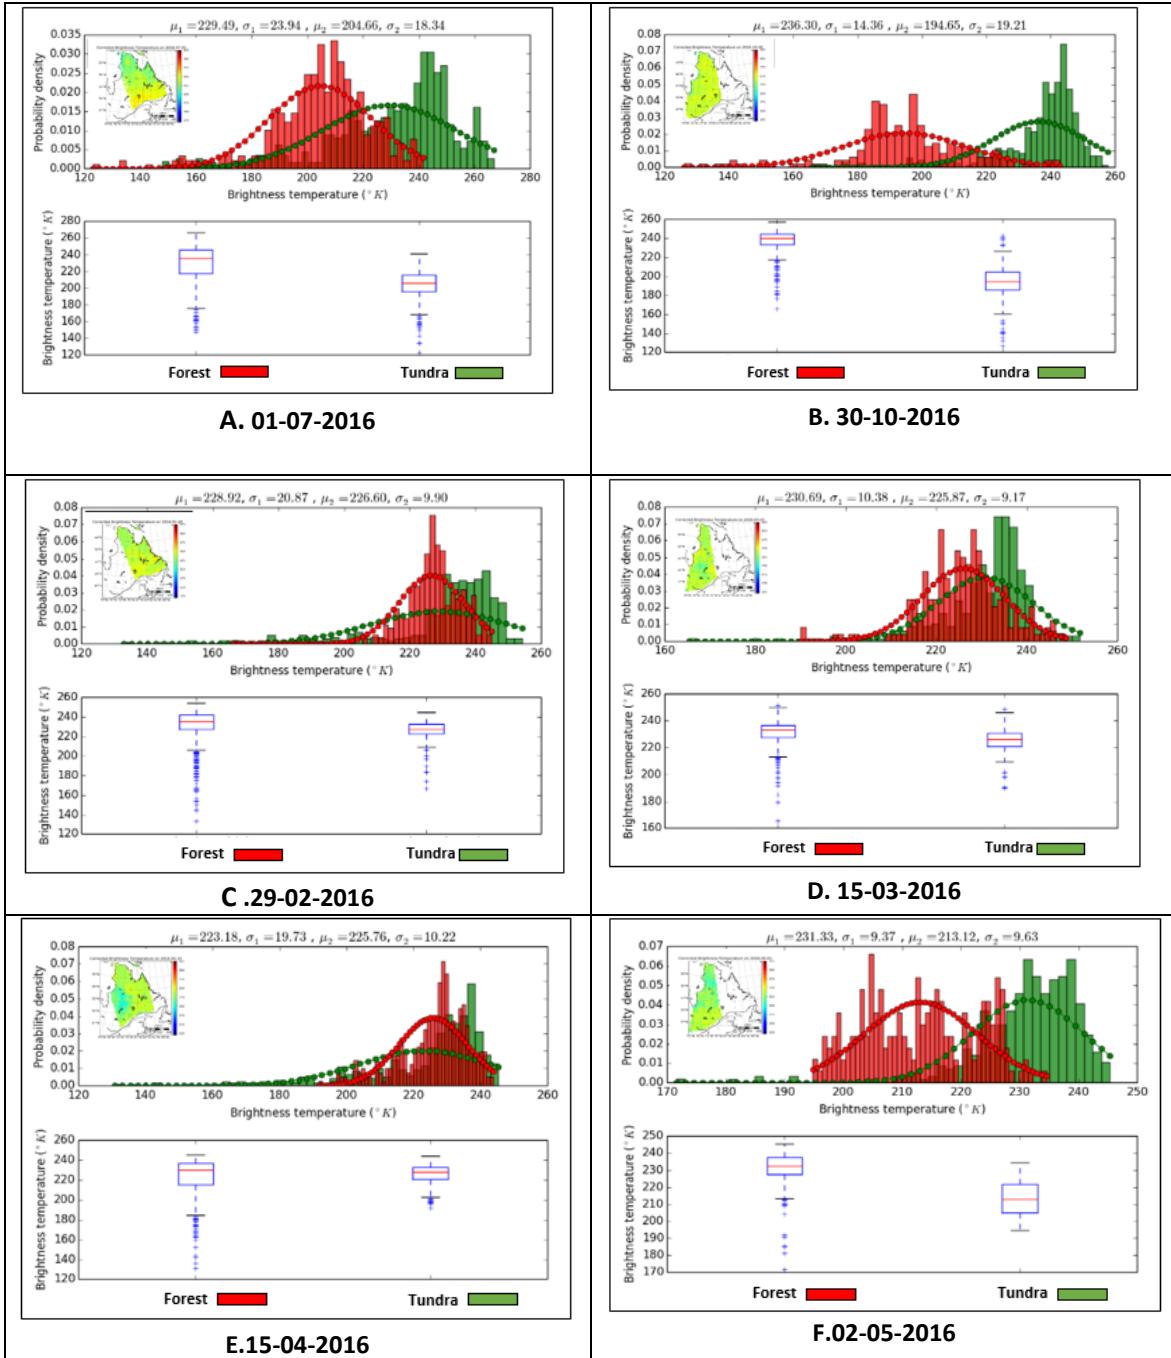 μ₁ =229.49, σ₁ =23.94 , μ₂ =204.66, σ₂ =18.34
Probability density
0.035
0.030
0.025
0.020
0.015
0.010
0.005
0.000
120 140 160 180 200 220 240 260 280
Brightness temperature (°K)
Brightness temperature (°K)
280
260
240
220
200
180
160
140
120
Forest Tundra
A. 01-07-2016
μ₁ =236.30, σ₁ =14.36 , μ₂ =194.65, σ₂ =19.21
Probability density
0.08
0.07
0.06
0.05
0.04
0.03
0.02
0.01
0.00
120 140 160 180 200 220 240 260
Brightness temperature (°K)
Brightness temperature (°K)
260
240
220
200
180
160
140
120
Forest Tundra
B. 30-10-2016
μ₁ =228.92, σ₁ =20.87 , μ₂ =226.60, σ₂ =9.90
Probability density
0.08
0.07
0.06
0.05
0.04
0.03
0.02
0.01
0.00
120 140 160 180 200 220 240 260
Brightness temperature (°K)
Brightness temperature (°K)
260
240
220
200
180
160
140
120
Forest Tundra
C .29-02-2016
μ₁ =230.69, σ₁ =10.38 , μ₂ =225.87, σ₂ =9.17
Probability density
0.08
0.07
0.06
0.05
0.04
0.03
0.02
0.01
0.00
160 180 200 220 240 260
Brightness temperature (°K)
Brightness temperature (°K)
260
240
220
200
180
160
Forest Tundra
D. 15-03-2016
μ₁ =223.18, σ₁ =19.73 , μ₂ =225.76, σ₂ =10.22
Probability density
0.08
0.07
0.06
0.05
0.04
0.03
0.02
0.01
0.00
120 140 160 180 200 220 240 260
Brightness temperature (°K)
Brightness temperature (°K)
260
240
220
200
180
160
140
120
Forest Tundra
E.15-04-2016
μ₁ =231.33, σ₁ =9.37 , μ₂ =213.12, σ₂ =9.63
Probability density
0.07
0.06
0.05
0.04
0.03
0.02
0.01
0.00
170 180 190 200 210 220 230 240 250
Brightness temperature (°K)
Brightness temperature (°K)
250
240
230
220
210
200
190
180
170
Forest Tundra
F.02-05-2016